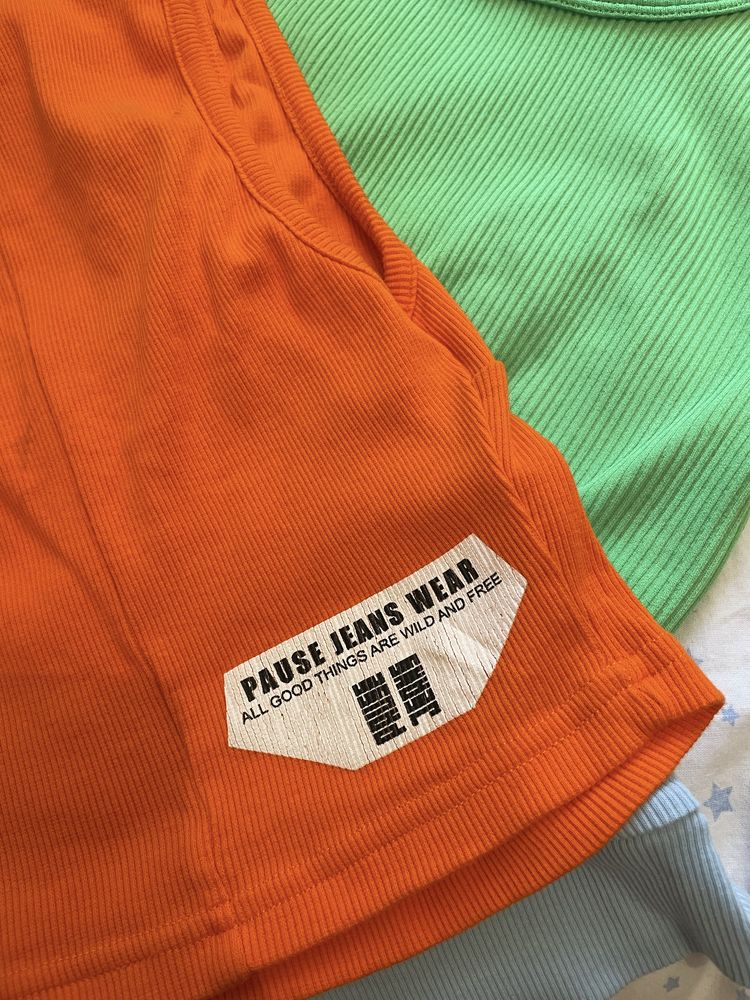 PAUSE JEANS WEAR
ALL GOOD THINGS ARE WILD AND FREE